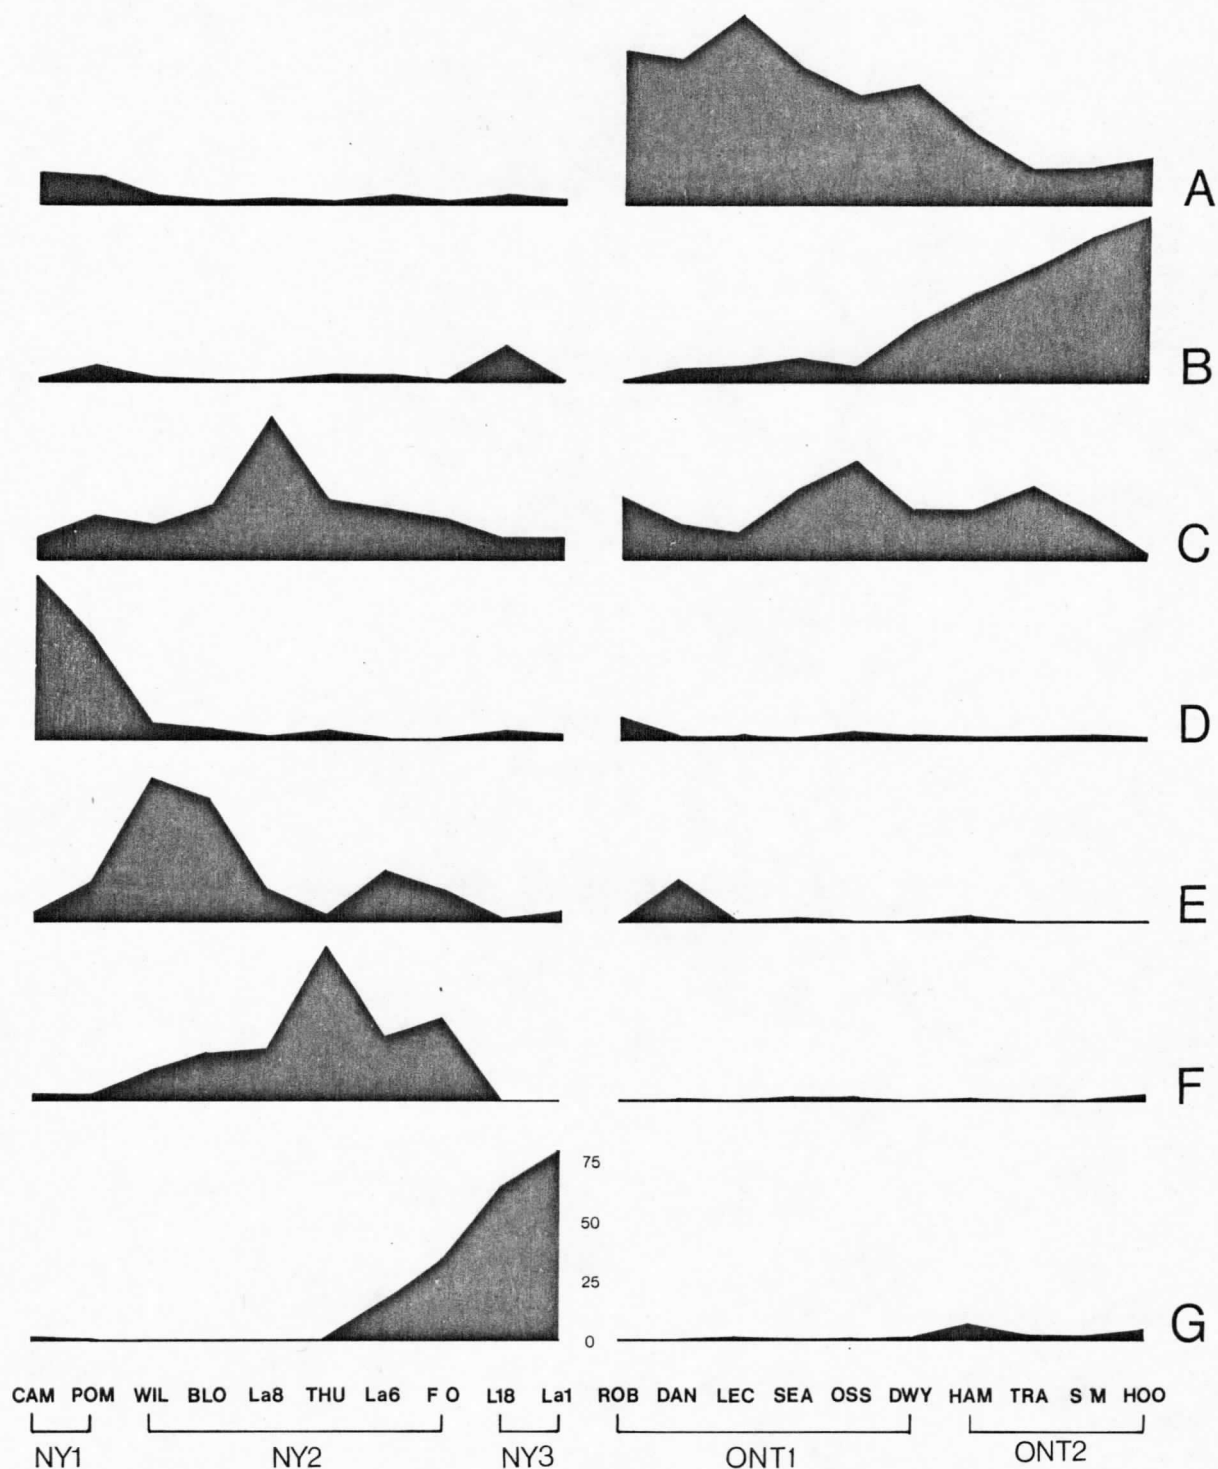 A
B
C
D
E
F
75
50
25
0
G
CAM POM WIL BLO La8 THU La6 F O L18 La1 ROB DAN LEC SEA OSS DWY HAM TRA S M HOO
NY1 NY2 NY3 ONT1 ONT2